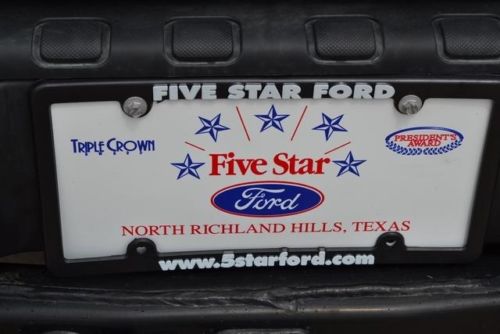 FIVE STAR FORD
TRIPLE CROWN
PRESIDENT'S
AWARD
Five Star
Ford
NORTH RICHLAND HILLS, TEXAS
www.5starford.com